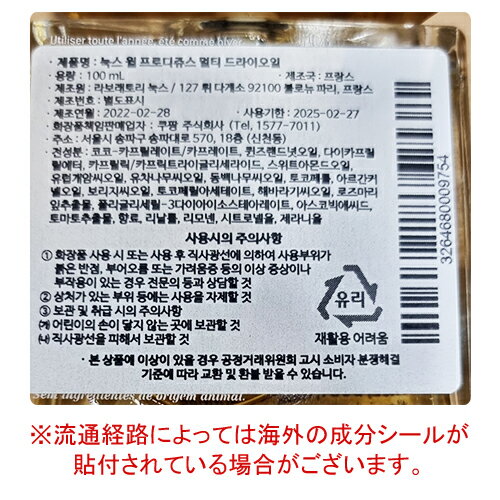 Utiliser toute l'année, été comme hiver.
· 제품명 : 눅스 윌 프로디쥬스 멀티 드라이오일
· 용량 : 100 mL · 제조국 : 프랑스
· 제조원 : 라보래토리 눅스 / 127 뤼 다게소 92100 블로뉴 파리, 프랑스
· 제조번호 : 별도표시
· 제조연월 : 2022-02-28 · 사용기한 : 2025-02-27
· 화장품책임판매업자 : 쿠팡 주식회사 (Tel, 1577-7011)
· 주소 : 서울시 송파구 송파대로 570, 18층 (신천동)
· 전성분 : 코코-카프릴레이트/카프레이트, 퀸즈랜드넛오일, 다이카프릴
릴에터, 카프릴릭/카프릭트라이글리세라이드, 스위트아몬드오일,
유럽개암씨오일, 유차나무씨오일, 동백나무씨오일, 토코페롤, 아르간커
넬오일, 보리지씨오일, 토코페릴아세테이트, 해바라기씨오일, 로즈마리
잎추출물, 폴리글리세릴-3다이아이소스테아레이트, 아스코빅애씨드,
토마토추출물, 향료, 리날룰, 리모넨, 시트로넬올, 제라니올
사용시의 주의사항
① 화장품 사용 시 또는 사용 후 직사광선에 의하여 사용부위가
붉은 반점, 부어오름 또는 가려움증 등의 이상 증상이나
부작용이 있는 경우 전문의 등과 상담할 것
② 상처가 있는 부위 등에는 사용을 자제할 것
③ 보관 및 취급 시의 주의사항
㈎ 어린이의 손이 닿지 않는 곳에 보관할 것
㈏ 직사광선을 피해서 보관할 것
유리
재활용 어려움
3264680009754
· 본 상품에 이상이 있을 경우 공정거래위원회 고시 소비자 분쟁해결
기준에 따라 교환 및 환불 받을 수 있습니다.
Sem ingredientes de origem animal.
※流通経路によっては海外の成分シールが
貼付されている場合がございます。